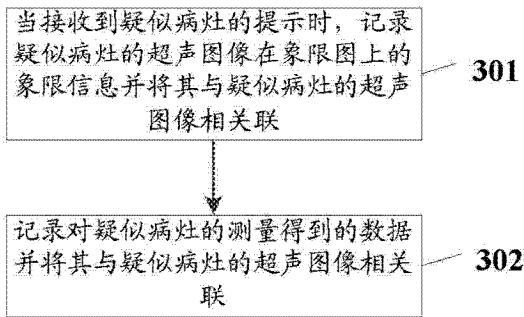 当接收到疑似病灶的提示时，记录
疑似病灶的超声图像在象限图上的
象限信息并将其与疑似病灶的超声
图像相关联
301
记录对疑似病灶的测量得到的数据
并将其与疑似病灶的超声图像相关
联
302